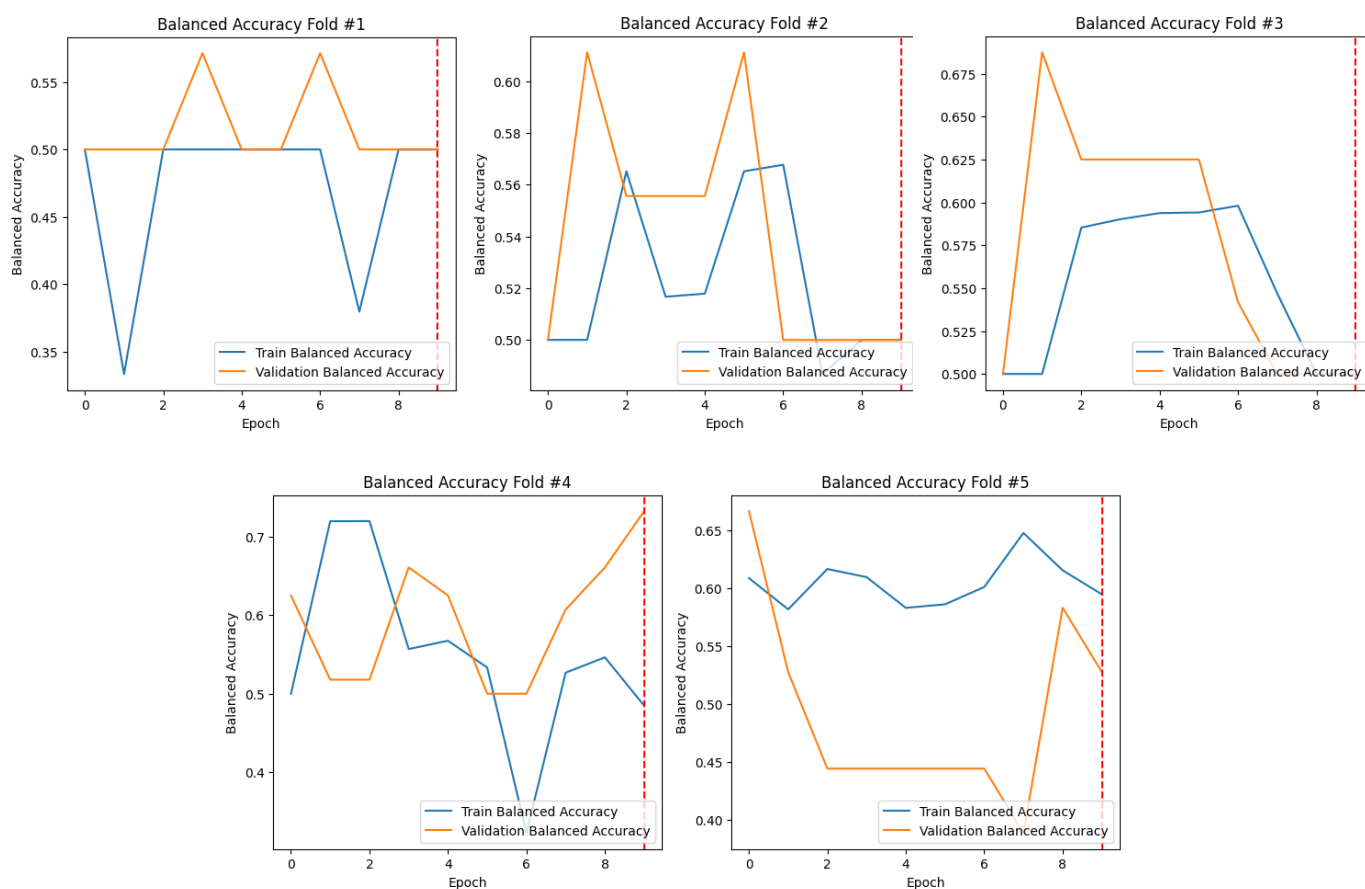 Balanced Accuracy Fold #1
Balanced Accuracy
0.55
0.50
0.45
0.40
0.35
0
2
4
6
8
Epoch
Train Balanced Accuracy
Validation Balanced Accuracy
Balanced Accuracy Fold #2
Balanced Accuracy
0.60
0.58
0.56
0.54
0.52
0.50
0
2
4
6
8
Epoch
Train Balanced Accuracy
Validation Balanced Accuracy
Balanced Accuracy Fold #3
Balanced Accuracy
0.675
0.650
0.625
0.600
0.575
0.550
0.525
0.500
0
2
4
6
8
Epoch
Train Balanced Accuracy
Validation Balanced Accuracy
Balanced Accuracy Fold #4
Balanced Accuracy
0.7
0.6
0.5
0.4
0
2
4
6
8
Epoch
Train Balanced Accuracy
Validation Balanced Accuracy
Balanced Accuracy Fold #5
Balanced Accuracy
0.65
0.60
0.55
0.50
0.45
0.40
0
2
4
6
8
Epoch
Train Balanced Accuracy
Validation Balanced Accuracy